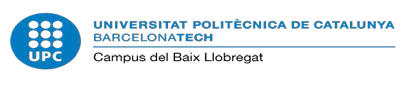 UPC
UNIVERSITAT POLITÈCNICA DE CATALUNYA
BARCELONATECH
Campus del Baix Llobregat